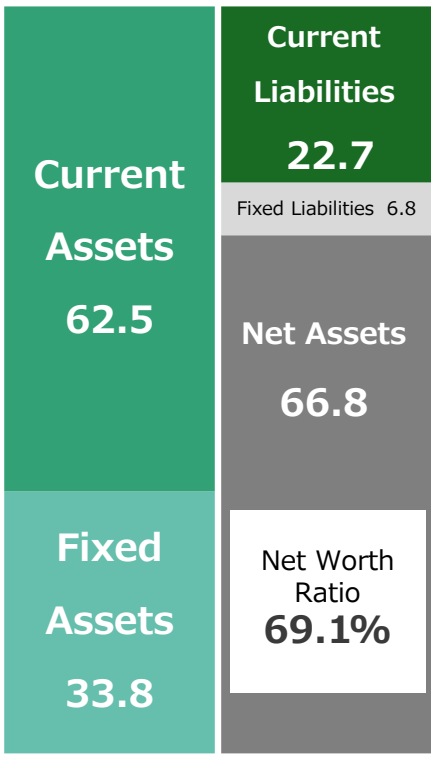 Current
Assets
62.5
Fixed
Assets
33.8
Current
Liabilities
22.7
Fixed Liabilities 6.8
Net Assets
66.8
Net Worth
Ratio
69.1%